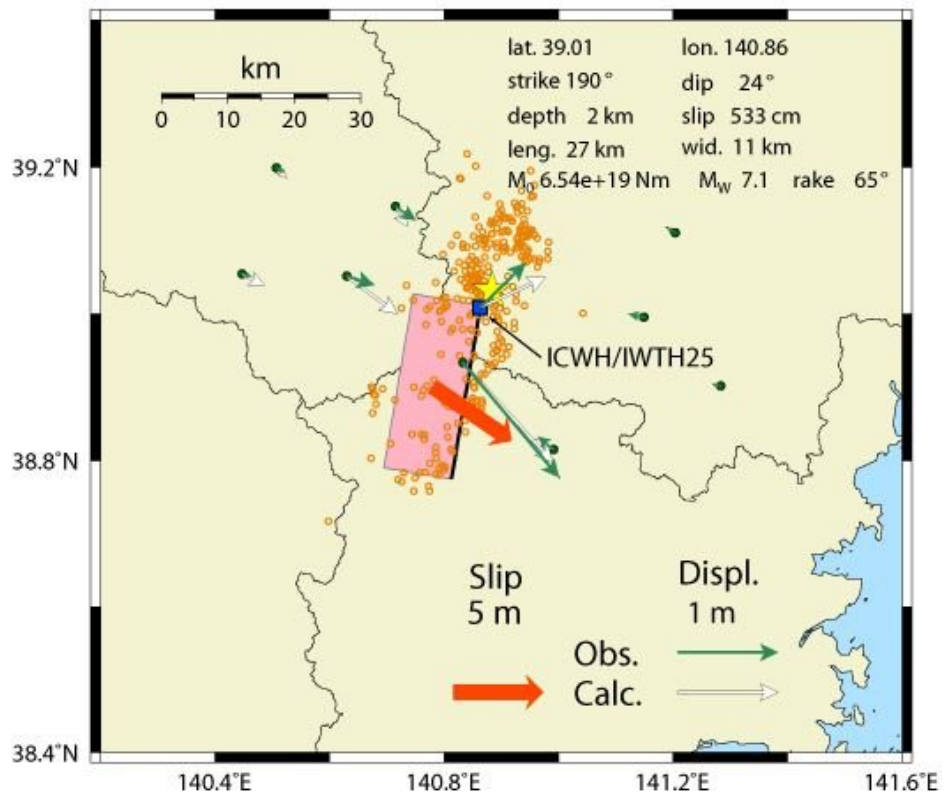 km
0 10 20 30
lat. 39.01 lon. 140.86
strike 190° dip 24°
depth 2 km slip 533 cm
leng. 27 km wid. 11 km
M0 6.54e+19 Nm MW 7.1 rake 65°
39.2°N
ICWH/IWTH25
38.8°N
Slip Displ.
5 m 1 m
Obs.
Calc.
38.4°N
140.4°E 140.8°E 141.2°E 141.6°E